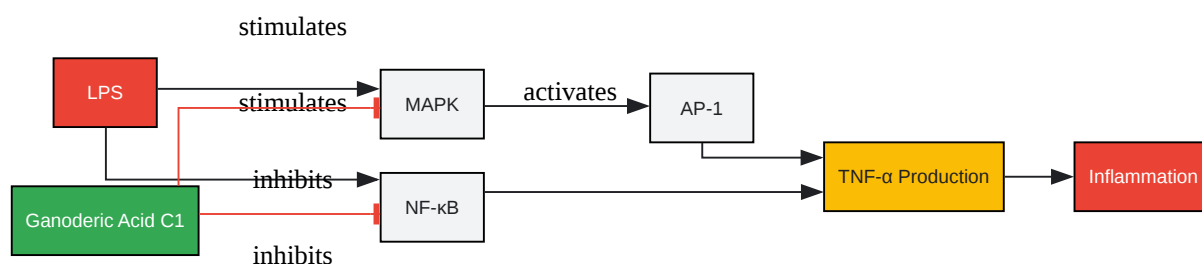 stimulates
LPS
stimulates
MAPK
activates
AP-1
inhibits
NF-κB
TNF-α Production
Inflammation
Ganoderic Acid C1
inhibits